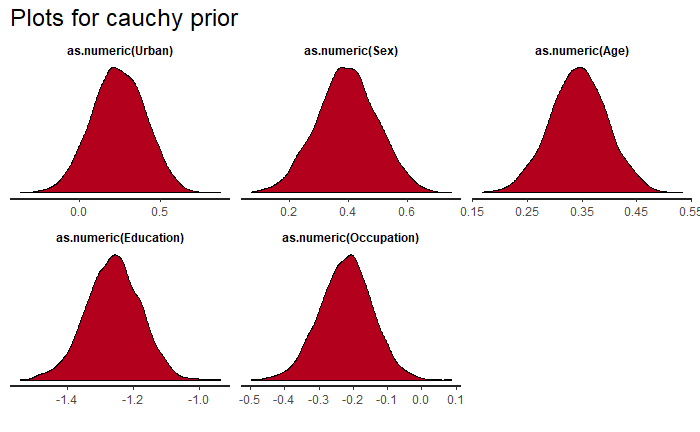 Plots for cauchy prior
as.numeric(Urban)
as.numeric(Sex)
as.numeric(Age)
0.0 0.5
0.2 0.4 0.6
0.15 0.25 0.35 0.45 0.55
as.numeric(Education)
as.numeric(Occupation)
-1.4 -1.2 -1.0
-0.5 -0.4 -0.3 -0.2 -0.1 0.0 0.1